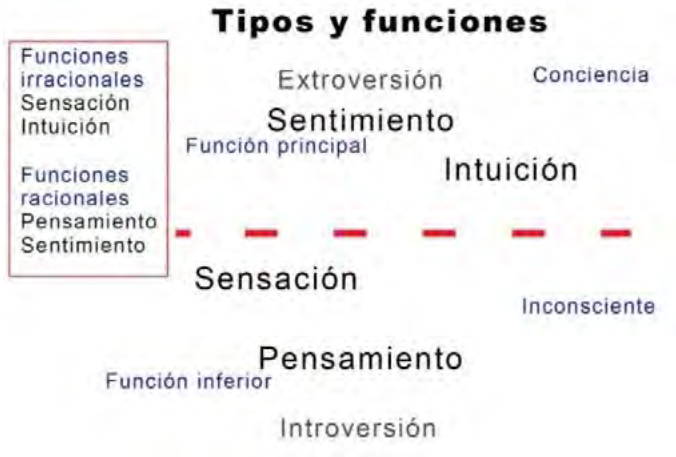 Tipos y funciones
Funciones
irracionales
Sensación
Intuición
Funciones
racionales
Pensamiento
Sentimiento
Extroversión
Conciencia
Sentimiento
Función principal
Intuición
Sensación
Inconsciente
Pensamiento
Función inferior
Introversión